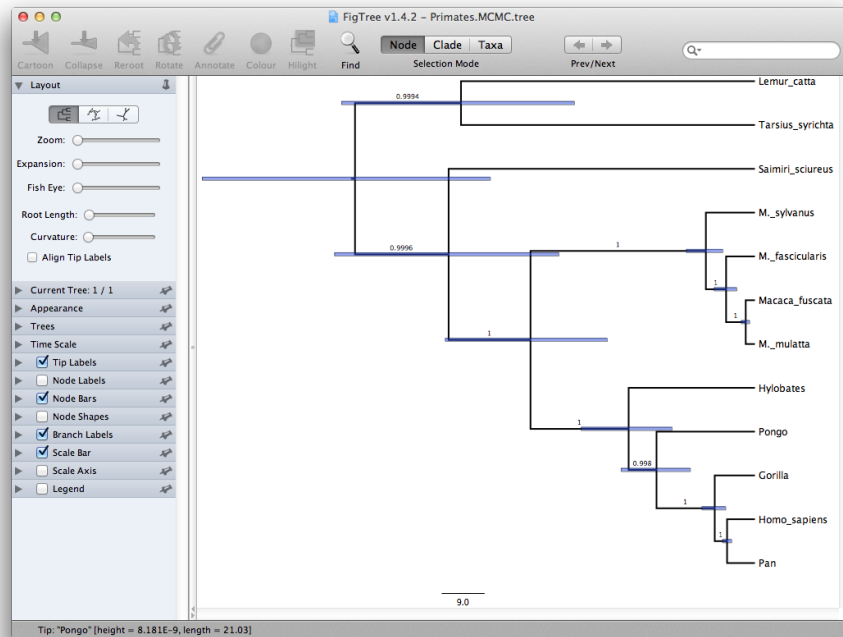 FigTree v1.4.2 - Primates.MCMC.tree
Cartoon Collapse Reroot Rotate Annotate Colour Hilight Find Node Clade Taxa
Selection Mode
Prev/Next
Layout
Zoom:
Expansion:
Fish Eye:
Root Length:
Curvature:
Align Tip Labels
Current Tree: 1 / 1
Appearance
Trees
Time Scale
Tip Labels
Node Labels
Node Bars
Node Shapes
Branch Labels
Scale Bar
Scale Axis
Legend
Lemur_catta
0.9994
Tarsius_syrichta
Saimiri_sciureus
M._sylvanus
1
0.9996
M._fascicularis
1
Macaca_fuscata
1
1
M._mulatta
Hylobates
1
Pongo
0.998
Gorilla
1
Homo_sapiens
1
Pan
9.0
Tip: "Pongo" [height = 8.181E-9, length = 21.03]